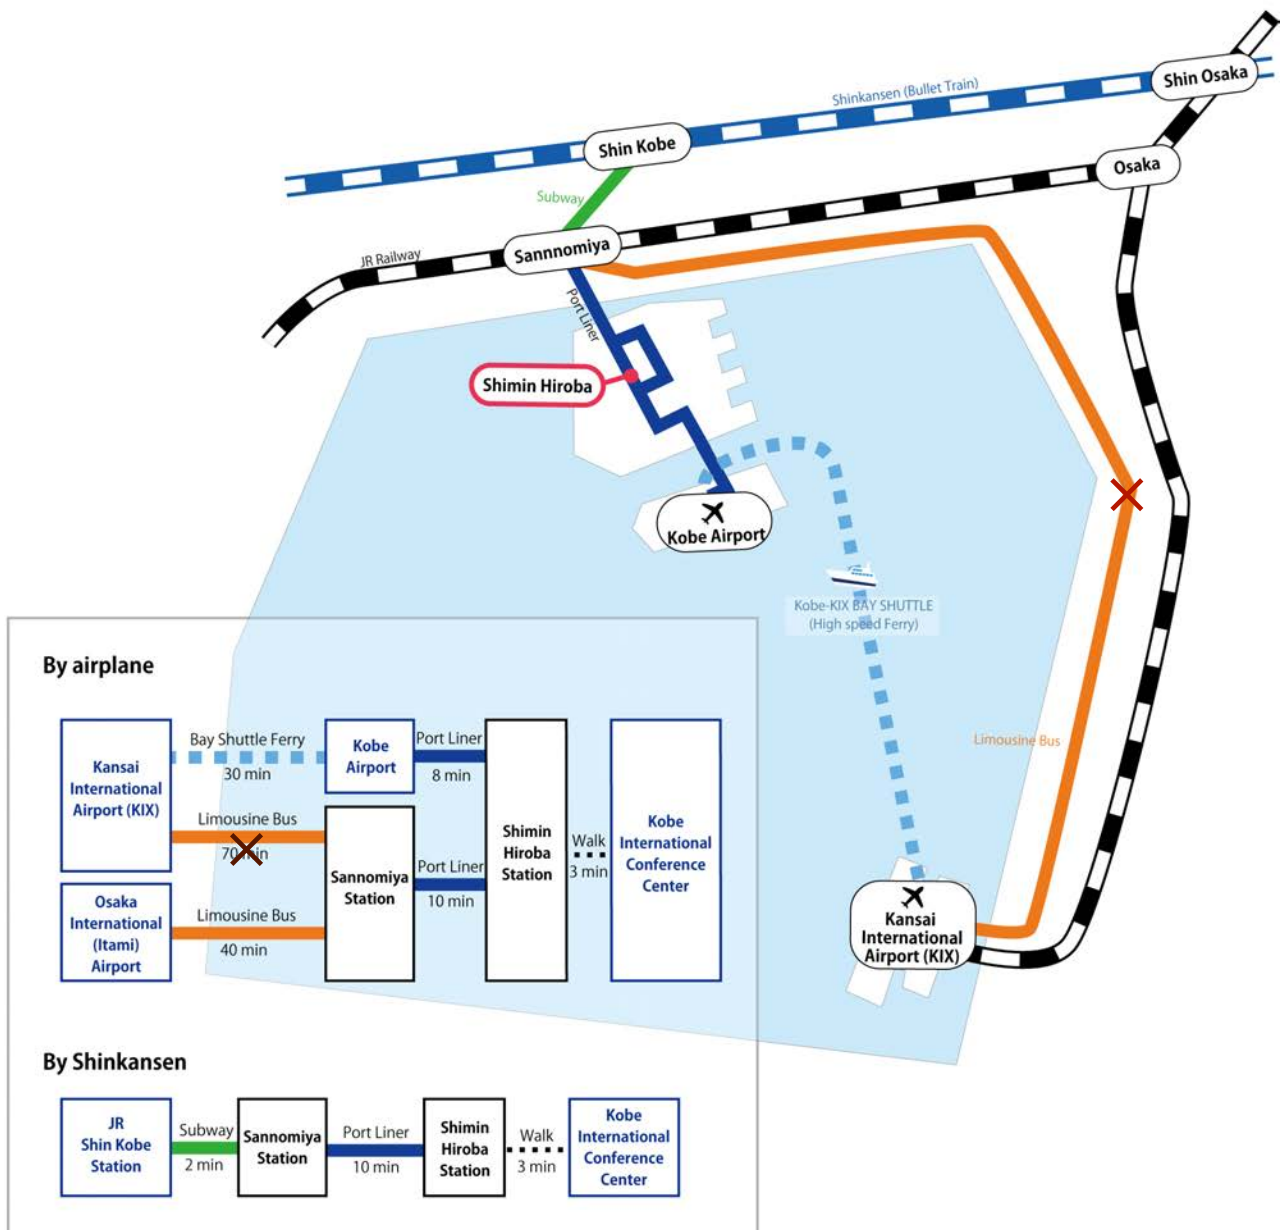 Shin Osaka
Shinkansen (Bullet Train)
Shin Kobe
Osaka
Subway
Sannnomiya
JR Railway
Port Liner
Shimin Hiroba
Kobe Airport
Kobe-KIX BAY SHUTTLE
(High speed Ferry)
Limousine Bus
Kansai
International
Airport (KIX)
By airplane
Kansai
International
Airport (KIX)
Bay Shuttle Ferry
30 min
Kobe
Airport
Port Liner
8 min
Limousine Bus
70 min
Osaka
International
(Itami)
Airport
Limousine Bus
40 min
Sannomiya
Station
Port Liner
10 min
Shimin
Hiroba
Station
Walk
3 min
Kobe
International
Conference
Center
By Shinkansen
JR
Shin Kobe
Station
Subway
2 min
Sannomiya
Station
Port Liner
10 min
Shimin
Hiroba
Station
Walk
3 min
Kobe
International
Conference
Center